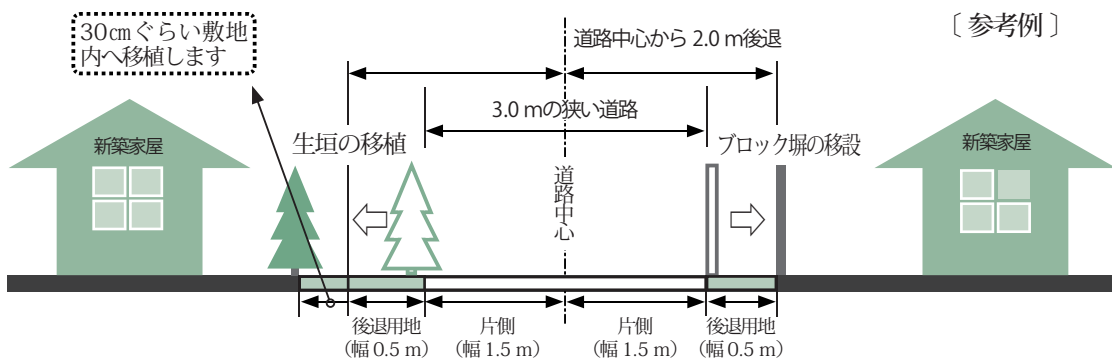 30㎝ぐらい敷地
内へ移植します
〔 参考例 〕
道路中心から 2.0 m後退
3.0 mの狭い道路
新築家屋
生垣の移植
道路中心
ブロック塀の移設
新築家屋
後退用地
（幅 0.5 m）
片側
（幅 1.5 m）
片側
（幅 1.5 m）
後退用地
（幅 0.5 m）